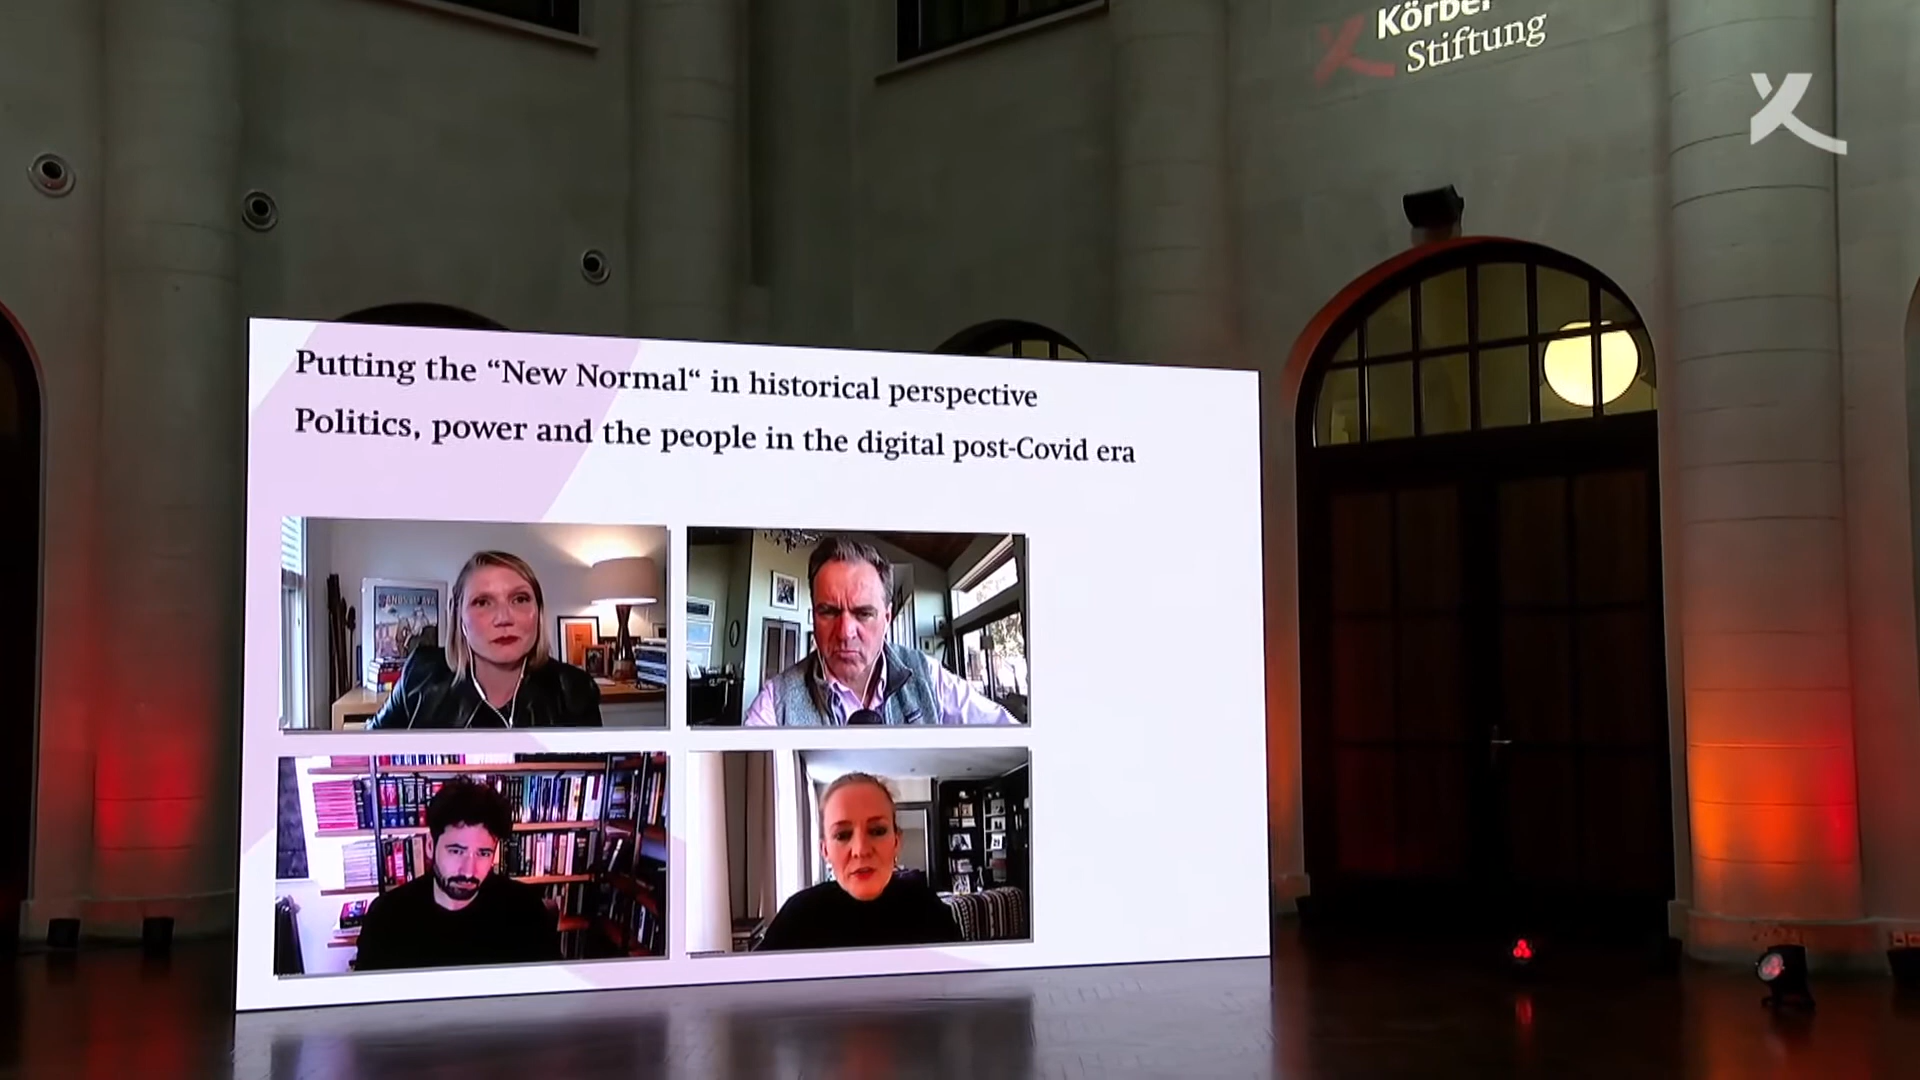 Körber
Stiftung
Putting the “New Normal“ in historical perspective
Politics, power and the people in the digital post-Covid era